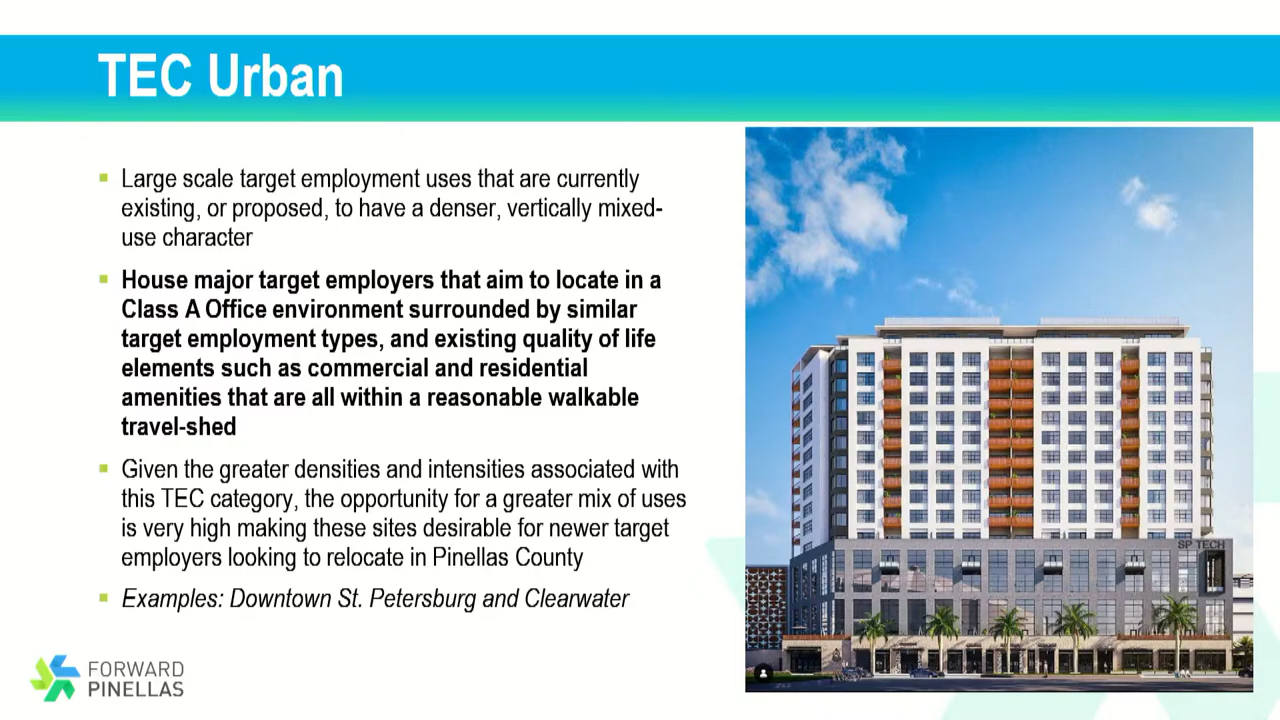 TEC Urban
Large scale target employment uses that are currently
existing, or proposed, to have a denser, vertically mixed-
use character
House major target employers that aim to locate in a
Class A Office environment surrounded by similar
target employment types, and existing quality of life
elements such as commercial and residential
amenities that are all within a reasonable walkable
travel-shed
Given the greater densities and intensities associated with
this TEC category, the opportunity for a greater mix of uses
is very high making these sites desirable for newer target
employers looking to relocate in Pinellas County
Examples: Downtown St. Petersburg and Clearwater
SP TECH
FORWARD
PINELLAS